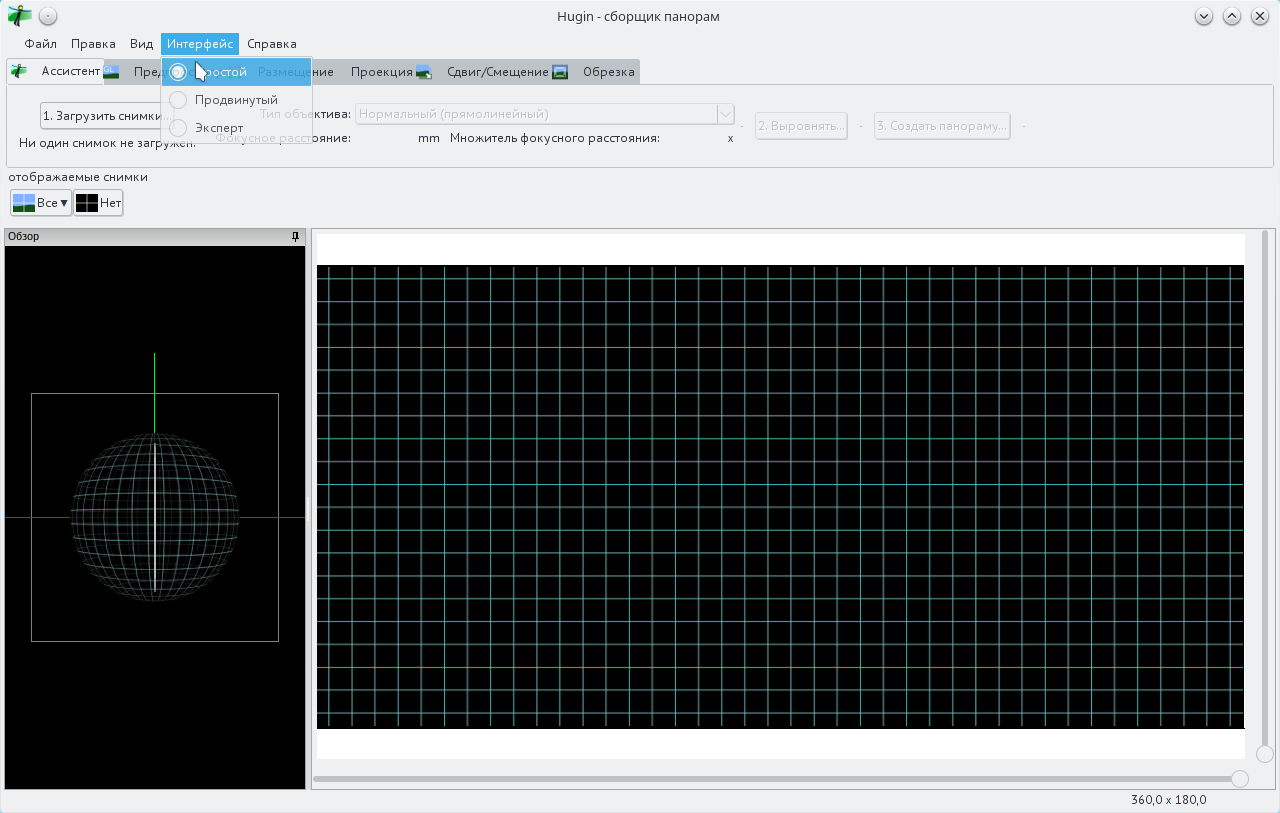 Hugin - сборщик панорам
Файл Правка Вид Интерфейс Справка
Ассистент Размещение Проекция Сдвиг/Смещение Обрезка
Простой
Продвинутый
Эксперт
1. Загрузить снимки... Тип объектива: Нормальный (прямолинейный) 2. Выровнять... - 3. Создать панораму... -
Фокусное расстояние: mm Множитель фокусного расстояния: x
Ни один снимок не загружен.
отображаемые снимки
Все Нет
Обзор
360,0 x 180,0